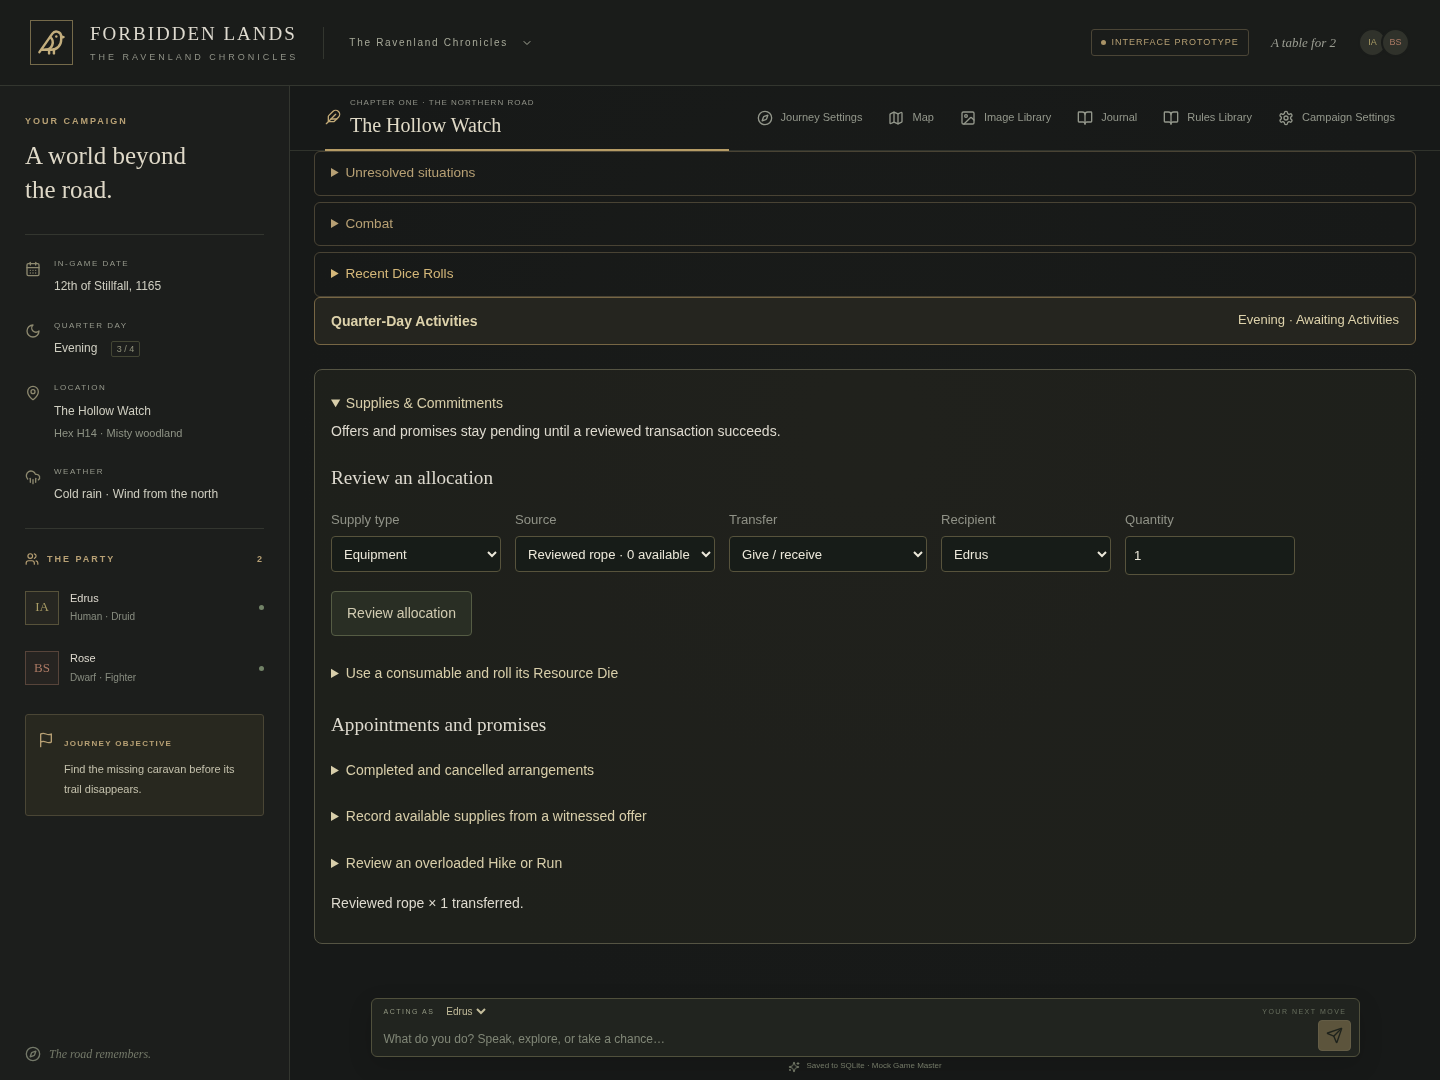 FORBIDDEN LANDS
THE RAVENLAND CHRONICLES
The Ravenland Chronicles
INTERFACE PROTOTYPE
A table for 2
IA
BS
YOUR CAMPAIGN
A world beyond
the road.
IN-GAME DATE
12th of Stillfall, 1165
QUARTER DAY
Evening 3 / 4
LOCATION
The Hollow Watch
Hex H14 · Misty woodland
WEATHER
Cold rain · Wind from the north
THE PARTY 2
IA
Edrus
Human · Druid
BS
Rose
Dwarf · Fighter
JOURNEY OBJECTIVE
Find the missing caravan before its
trail disappears.
The road remembers.
CHAPTER ONE · THE NORTHERN ROAD
The Hollow Watch
Journey Settings
Map
Image Library
Journal
Rules Library
Campaign Settings
Unresolved situations
Combat
Recent Dice Rolls
Quarter-Day Activities
Evening · Awaiting Activities
Supplies & Commitments
Offers and promises stay pending until a reviewed transaction succeeds.
Review an allocation
Supply type
Source
Transfer
Recipient
Quantity
Equipment
Reviewed rope · 0 available
Give / receive
Edrus
1
Review allocation
Use a consumable and roll its Resource Die
Appointments and promises
Completed and cancelled arrangements
Record available supplies from a witnessed offer
Review an overloaded Hike or Run
Reviewed rope × 1 transferred.
ACTING AS Edrus
YOUR NEXT MOVE
What do you do? Speak, explore, or take a chance…
Saved to SQLite · Mock Game Master